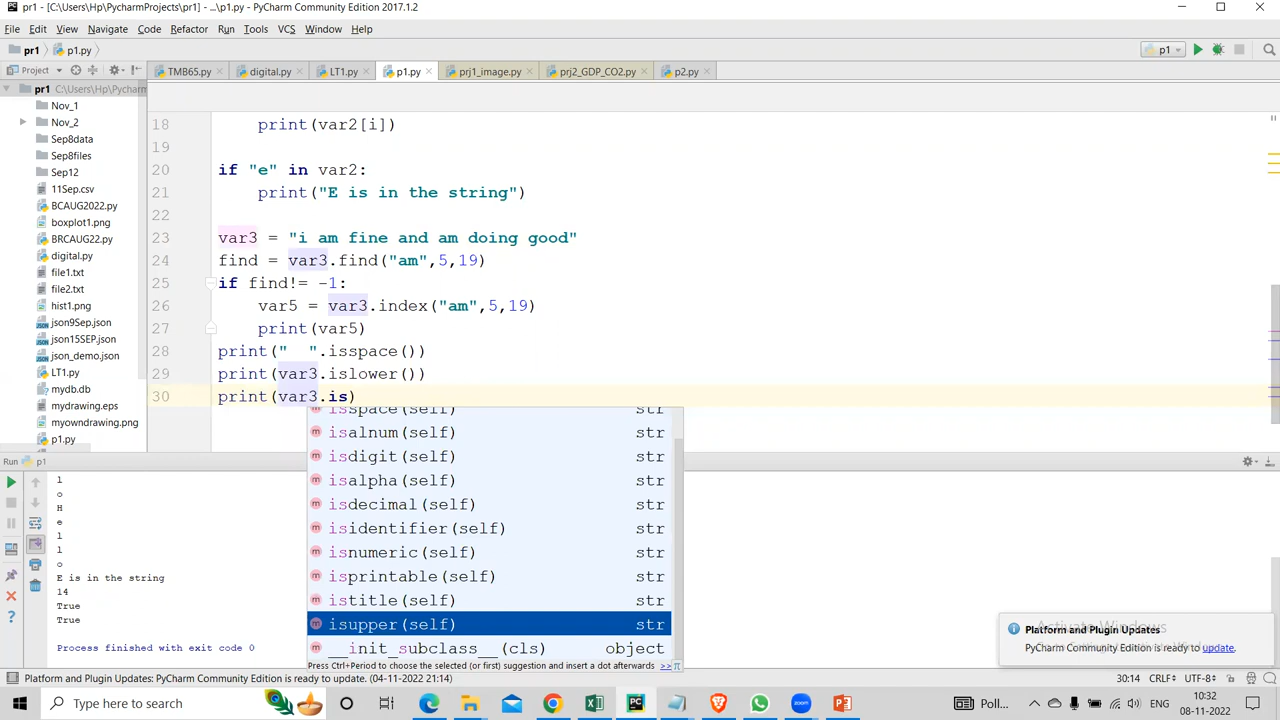 pr1 - [C:\Users\Hp\PycharmProjects\pr1] - ...\p1.py - PyCharm Community Edition 2017.1.2
File Edit View Navigate Code Refactor Run Tools VCS Window Help
pr1 p1.py p1
Project TMB65.py digital.py LT1.py p1.py prj1_image.py prj2_GDP_CO2.py p2.py
pr1 C:\Users\Hp\Pycharm
Nov_1
Nov_2
Sep8data
Sep8files
Sep12
11Sep.csv
BCAUG2022.py
boxplot1.png
BRCAUG22.py
digital.py
file1.txt
file2.txt
hist1.png
json9Sep.json
json15SEP.json
json_demo.json
LT1.py
mydb.db
mydrawing.eps
myowndrawing.png
p1.py
18 print(var2[i])
19
20 if "e" in var2:
21 print("E is in the string")
22
23 var3 = "i am fine and am doing good"
24 find = var3.find("am",5,19)
25 if find!= -1:
26 var5 = var3.index("am",5,19)
27 print(var5)
28 print("  ".isspace())
29 print(var3.islower())
30 print(var3.is)
isspace(self) str
isalnum(self) str
isdigit(self) str
isalpha(self) str
isdecimal(self) str
isidentifier(self) str
isnumeric(self) str
isprintable(self) str
istitle(self) str
isupper(self) str
__init_subclass__(cls) object
Press Ctrl+Period to choose the selected (or first) suggestion and insert a dot afterwards >>
Run p1
l
o
H
e
l
l
o
E is in the string
14
True
True
Process finished with exit code 0
Activate Windows
Platform and Plugin Updates
PyCharm Community Edition is ready to update.
Platform and Plugin Updates: PyCharm Community Edition is ready to update. (04-11-2022 21:14) 30:14 CRLF UTF-8
Type here to search Poll... ENG 10:32
08-11-2022